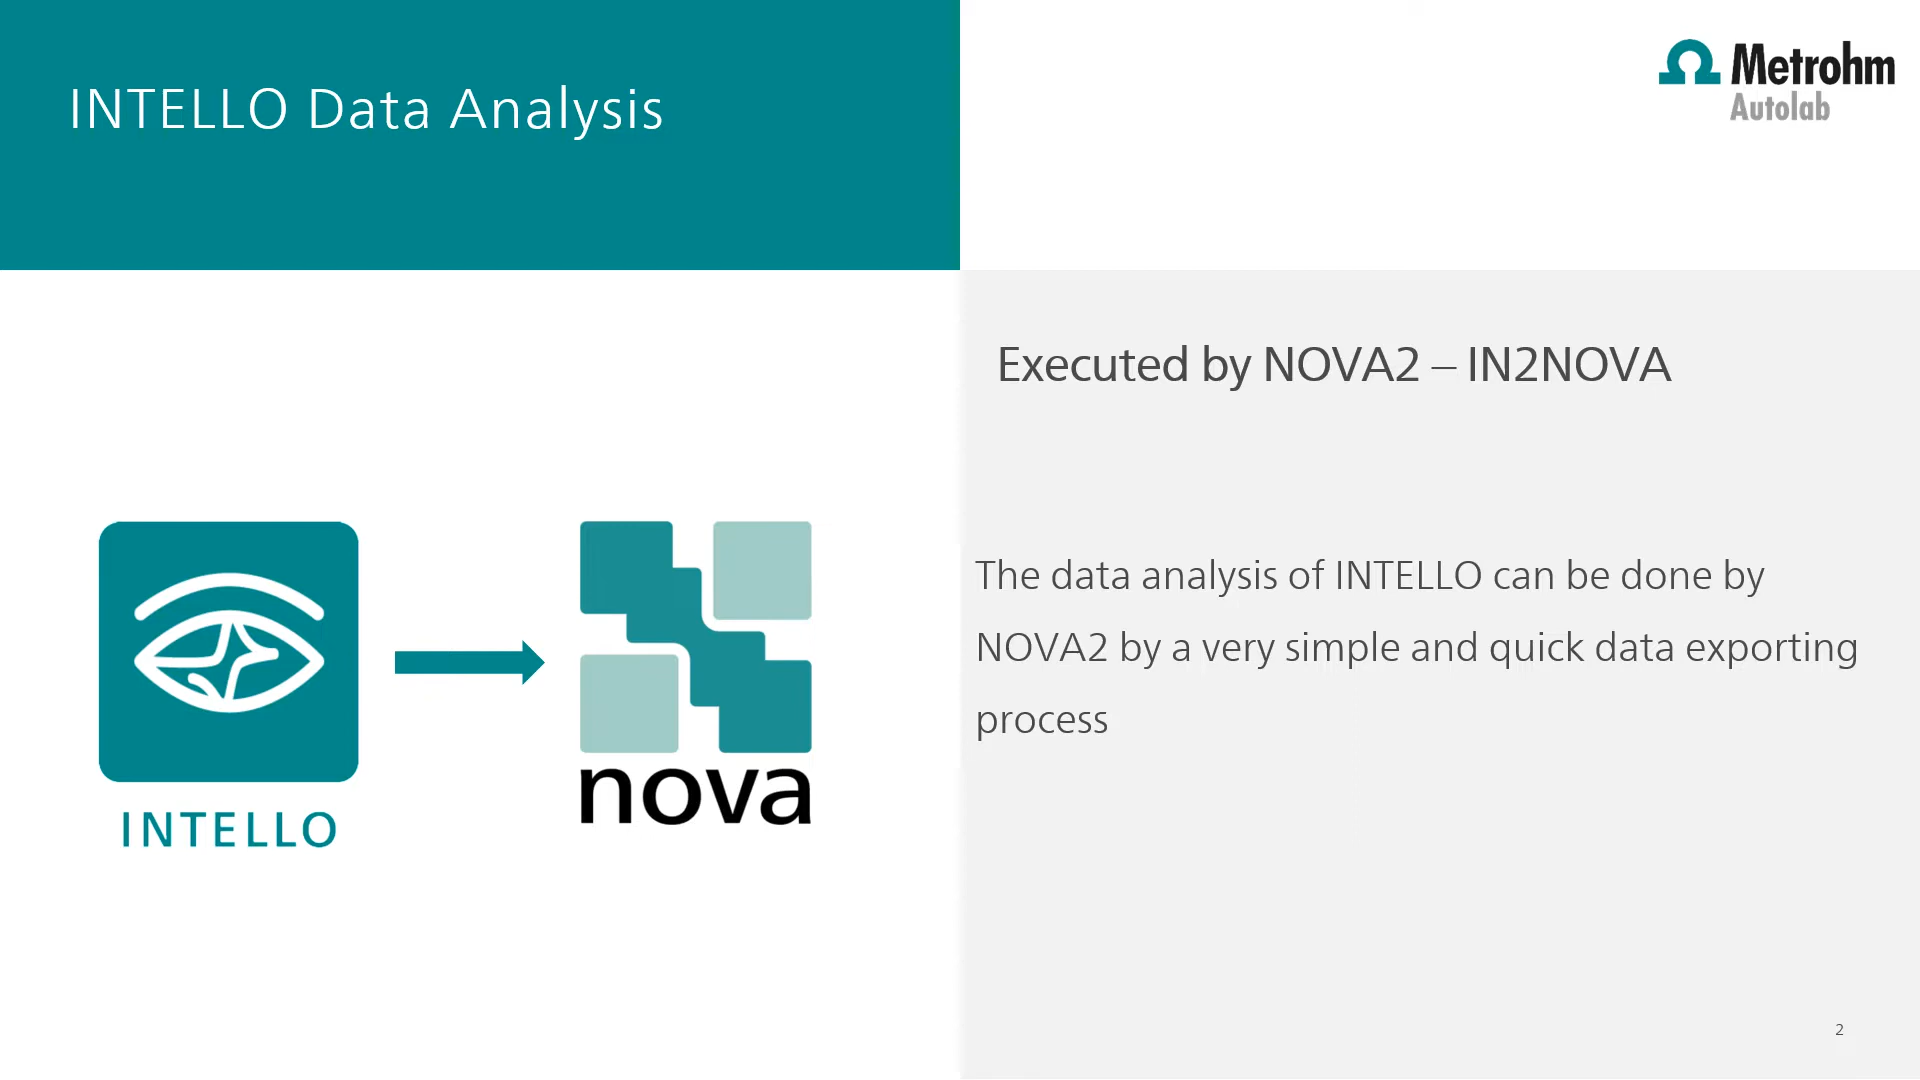 INTELLO Data Analysis
Metrohm
Autolab
Executed by NOVA2 – IN2NOVA
The data analysis of INTELLO can be done by
NOVA2 by a very simple and quick data exporting
process
INTELLO
nova
2